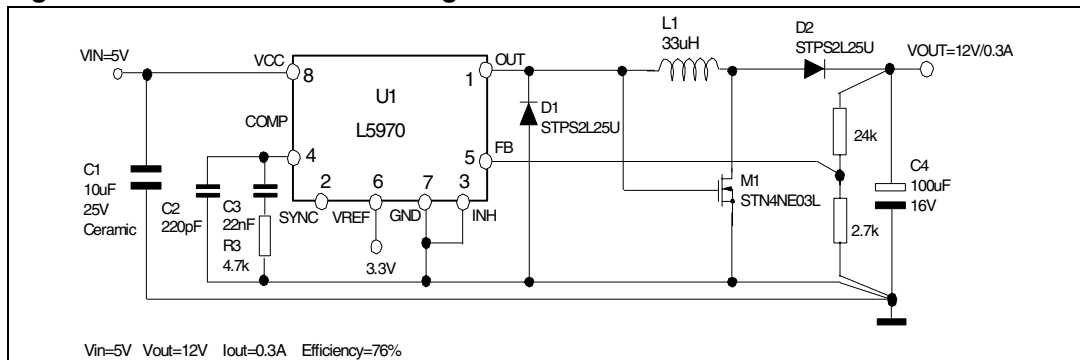 VIN=5V
VCC
8
U1
L5970
COMP
4
1
OUT
L1
33uH
D2
STPS2L25U
VOUT=12V/0.3A
D1
STPS2L25U
5
FB
24k
C4
100uF
16V
M1
STN4NE03L
2.7k
C1
10uF
25V
Ceramic
C2
220pF
C3
22nF
R3
4.7k
2
SYNC
6
VREF
7
GND
3
INH
3.3V
Vin=5V Vout=12V Iout=0.3A Efficiency=76%